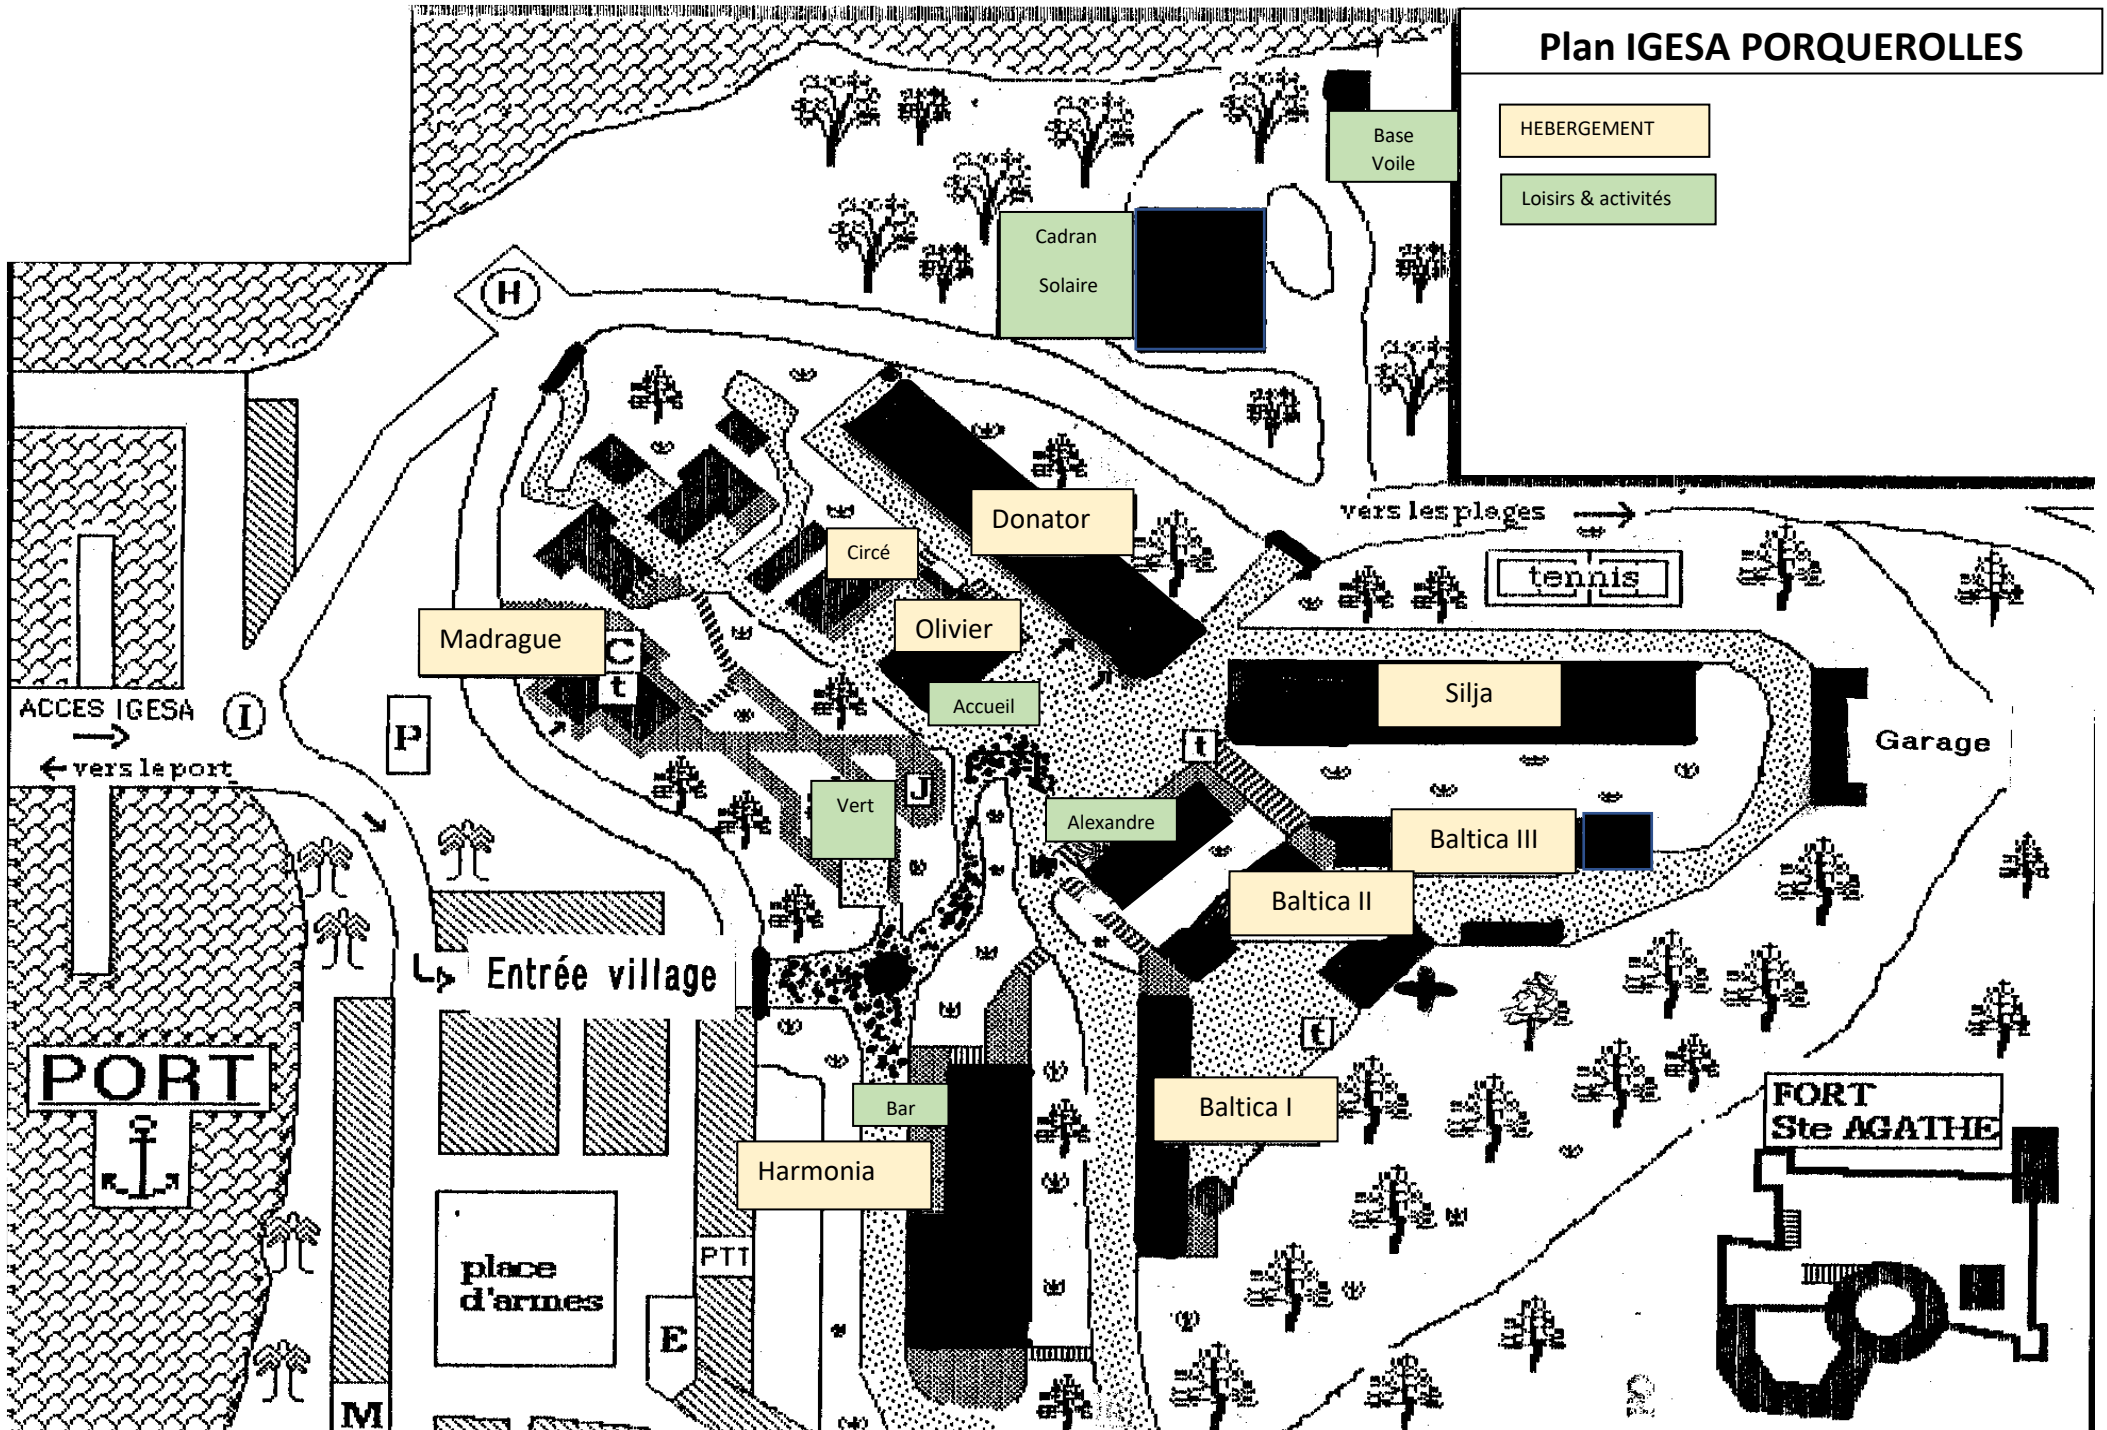 Plan IGESA PORQUEROLLES
HEBERGEMENT
Loisirs & activités
Base
Voile
Cadran
Solaire
H
vers les plages
tennis
Donator
Circé
Olivier
Madrague
C
t
Accueil
Silja
Garage
ACCES IGESA
I
P
vers le port
t
J
Vert
Alexandre
Baltica III
Baltica II
Entrée village
t
PORT
Bar
Baltica I
FORT
Ste AGATHE
Harmonia
place
d'armes
PTT
E
M